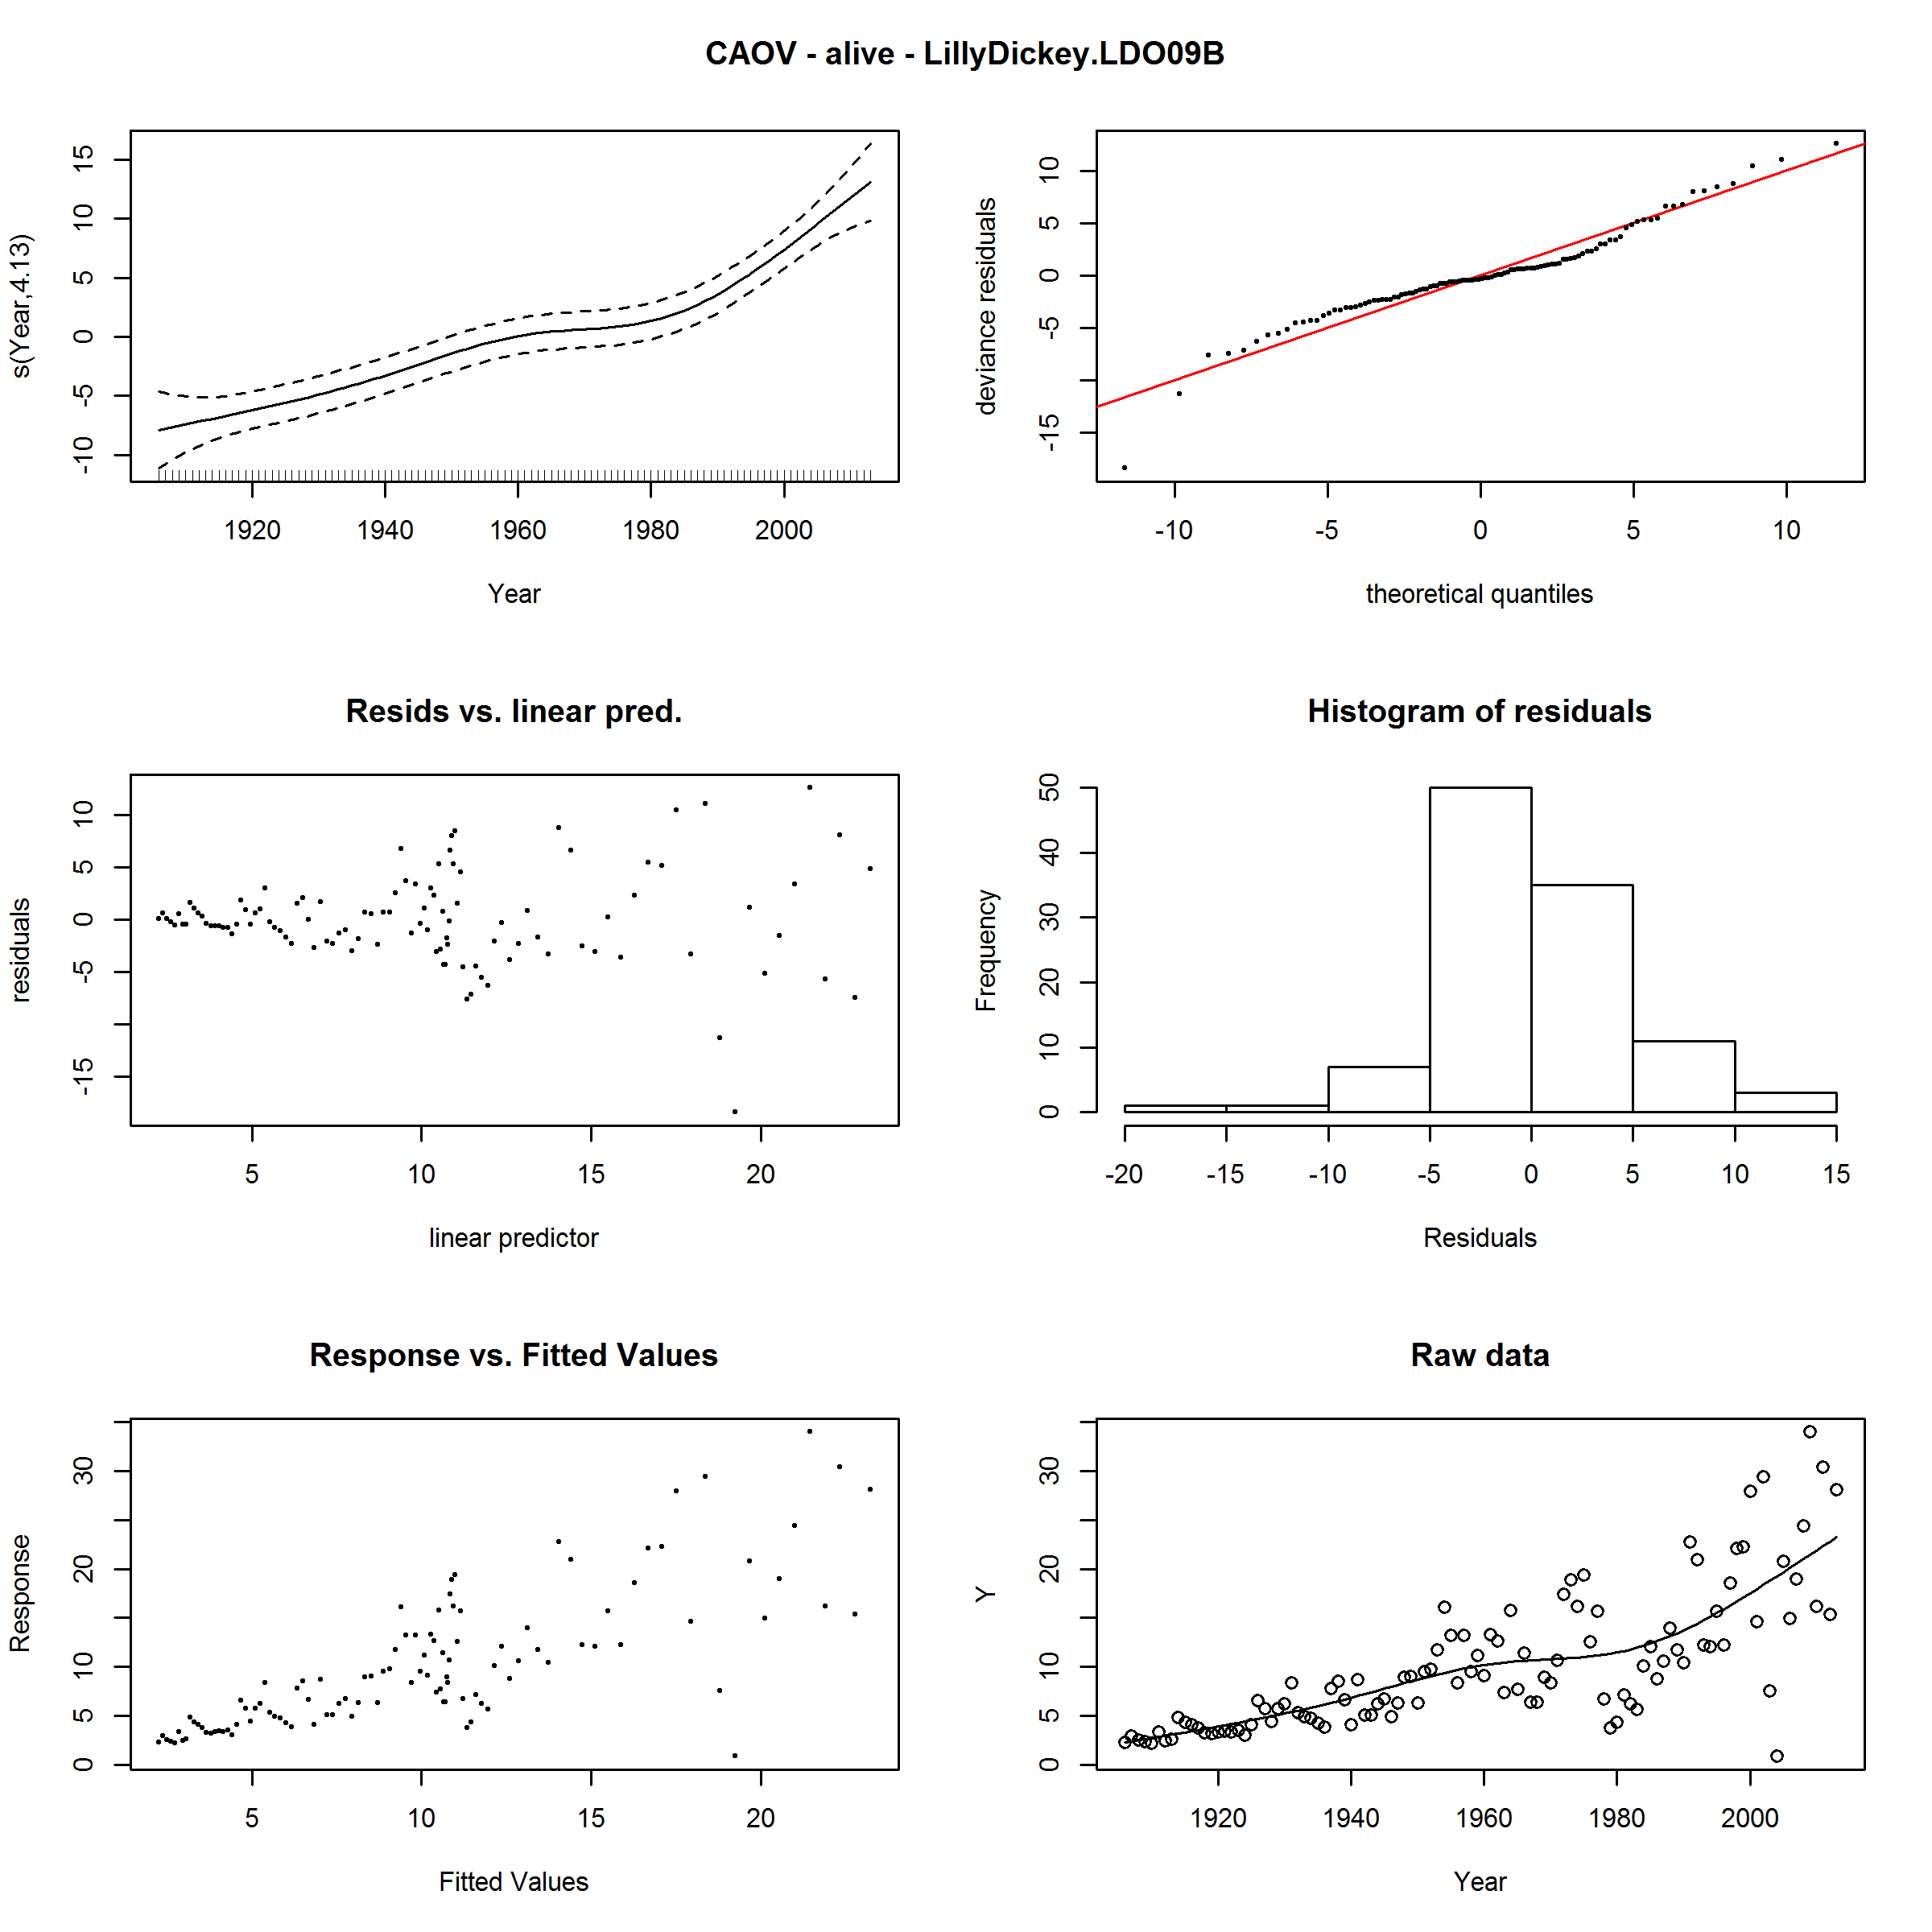 CAOV - alive - LillyDickey.LDO09B
s(Year,4.13)
15
10
5
0
-5
-10
1920 1940 1960 1980 2000
Year
deviance residuals
10
5
0
-5
-15
-10 -5 0 5 10
theoretical quantiles
Resids vs. linear pred.
residuals
10
5
0
-5
-15
5 10 15 20
linear predictor
Histogram of residuals
Frequency
50
40
30
20
10
0
-20 -15 -10 -5 0 5 10 15
Residuals
Response vs. Fitted Values
Response
30
20
10
5
0
5 10 15 20
Fitted Values
Raw data
Y
30
20
10
5
0
1920 1940 1960 1980 2000
Year